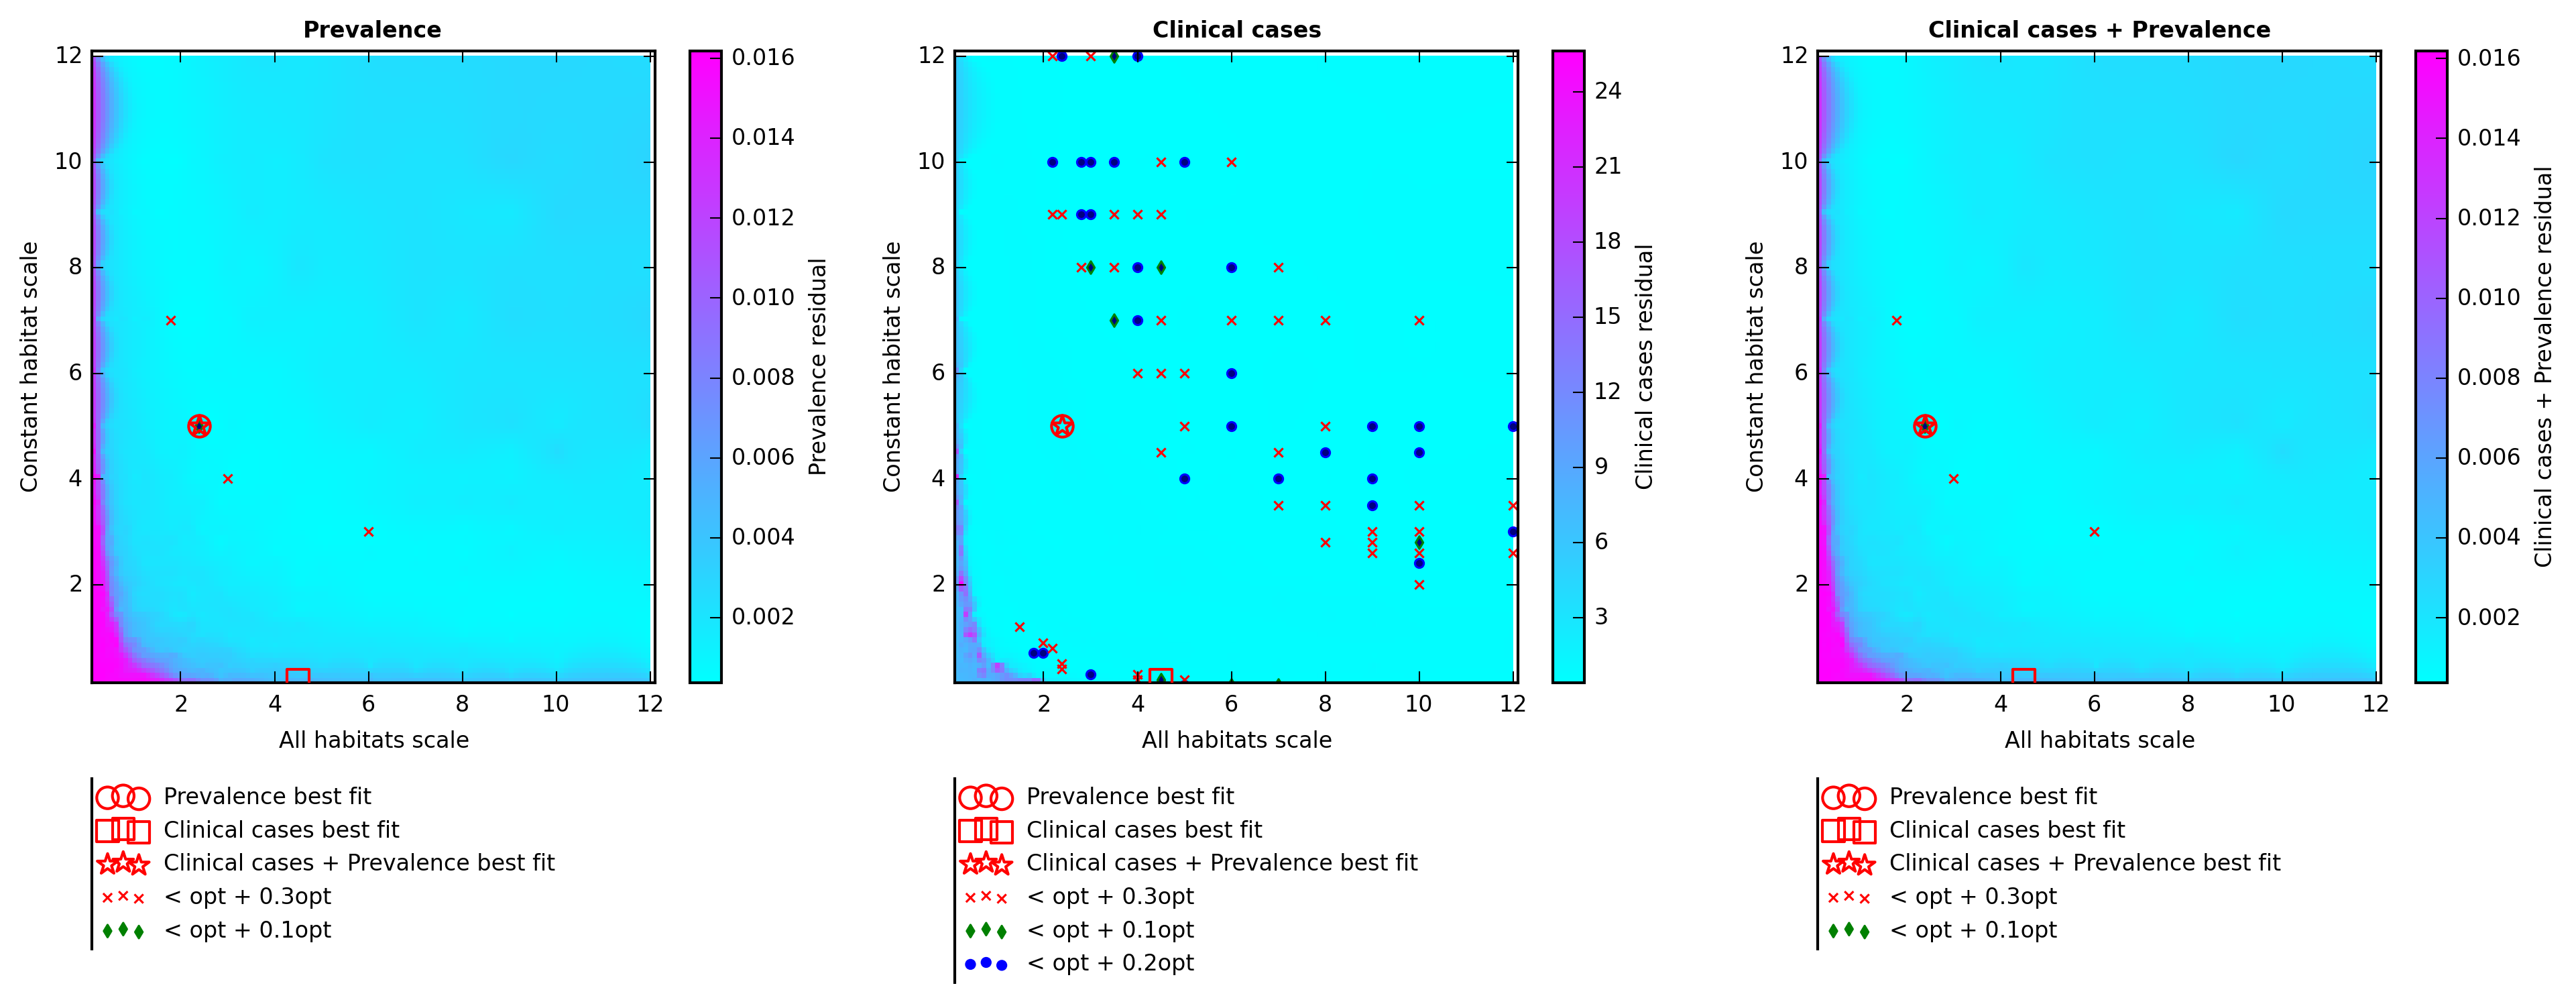 Prevalence
Clinical cases
Clinical cases + Prevalence
12
10
8
6
4
2
Constant habitat scale
2
4
6
8
10
12
All habitats scale
0.016
0.014
0.012
0.010
0.008
0.006
0.004
0.002
Prevalence residual
12
10
8
6
4
2
Constant habitat scale
2
4
6
8
10
12
All habitats scale
24
21
18
15
12
9
6
3
Clinical cases residual
12
10
8
6
4
2
Constant habitat scale
2
4
6
8
10
12
All habitats scale
0.016
0.014
0.012
0.010
0.008
0.006
0.004
0.002
Clinical cases + Prevalence residual
Prevalence best fit
Clinical cases best fit
Clinical cases + Prevalence best fit
< opt + 0.3opt
< opt + 0.1opt
Prevalence best fit
Clinical cases best fit
Clinical cases + Prevalence best fit
< opt + 0.3opt
< opt + 0.1opt
< opt + 0.2opt
Prevalence best fit
Clinical cases best fit
Clinical cases + Prevalence best fit
< opt + 0.3opt
< opt + 0.1opt